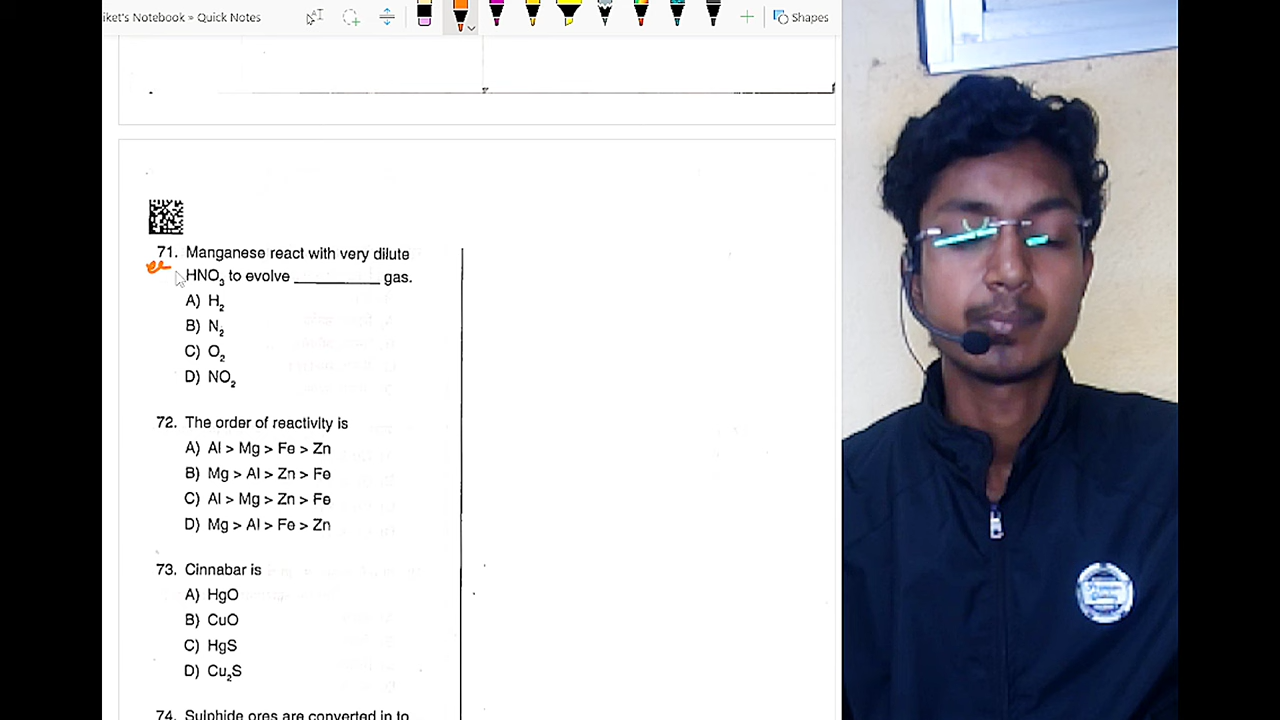 iket's Notebook » Quick Notes
Shapes
71. Manganese react with very dilute
HNO₃ to evolve __________ gas.
A) H₂
B) N₂
C) O₂
D) NO₂
72. The order of reactivity is
A) Al > Mg > Fe > Zn
B) Mg > Al > Zn > Fe
C) Al > Mg > Zn > Fe
D) Mg > Al > Fe > Zn
73. Cinnabar is
A) HgO
B) CuO
C) HgS
D) Cu₂S
74. Sulphide ores are converted in to